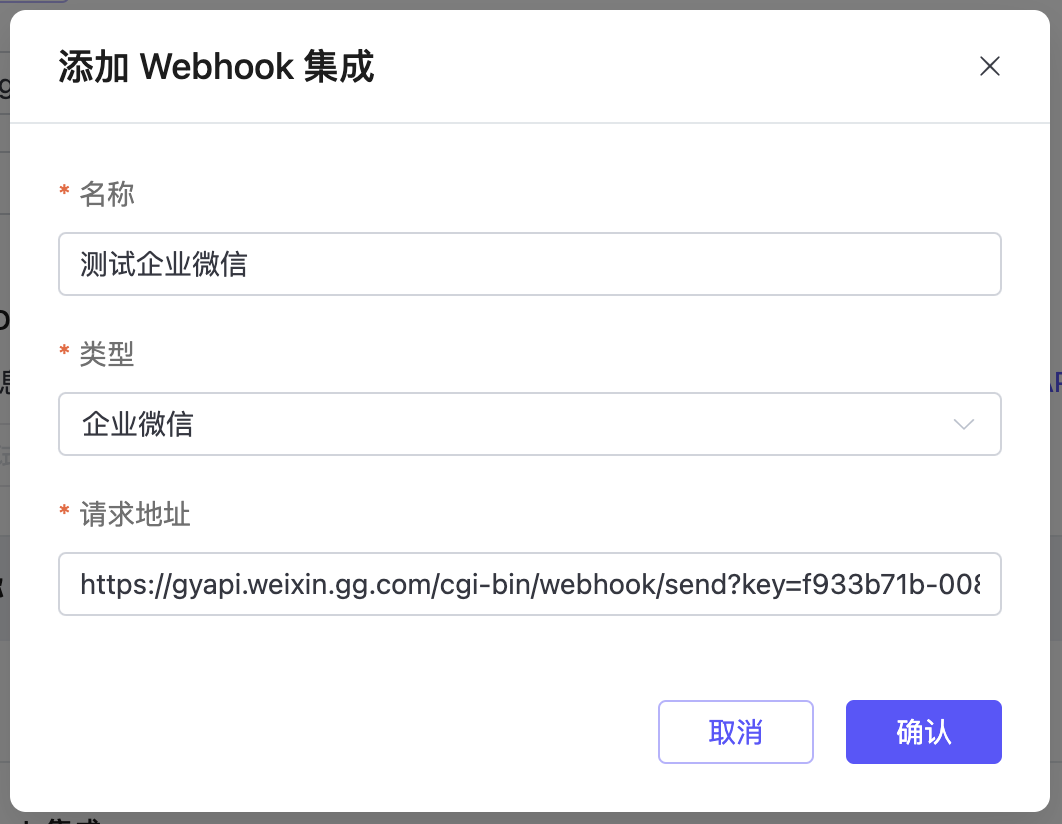 添加 Webhook 集成
* 名称
测试企业微信
* 类型
企业微信
* 请求地址
https://gyapi.weixin.gg.com/cgi-bin/webhook/send?key=f933b71b-008
取消
确认